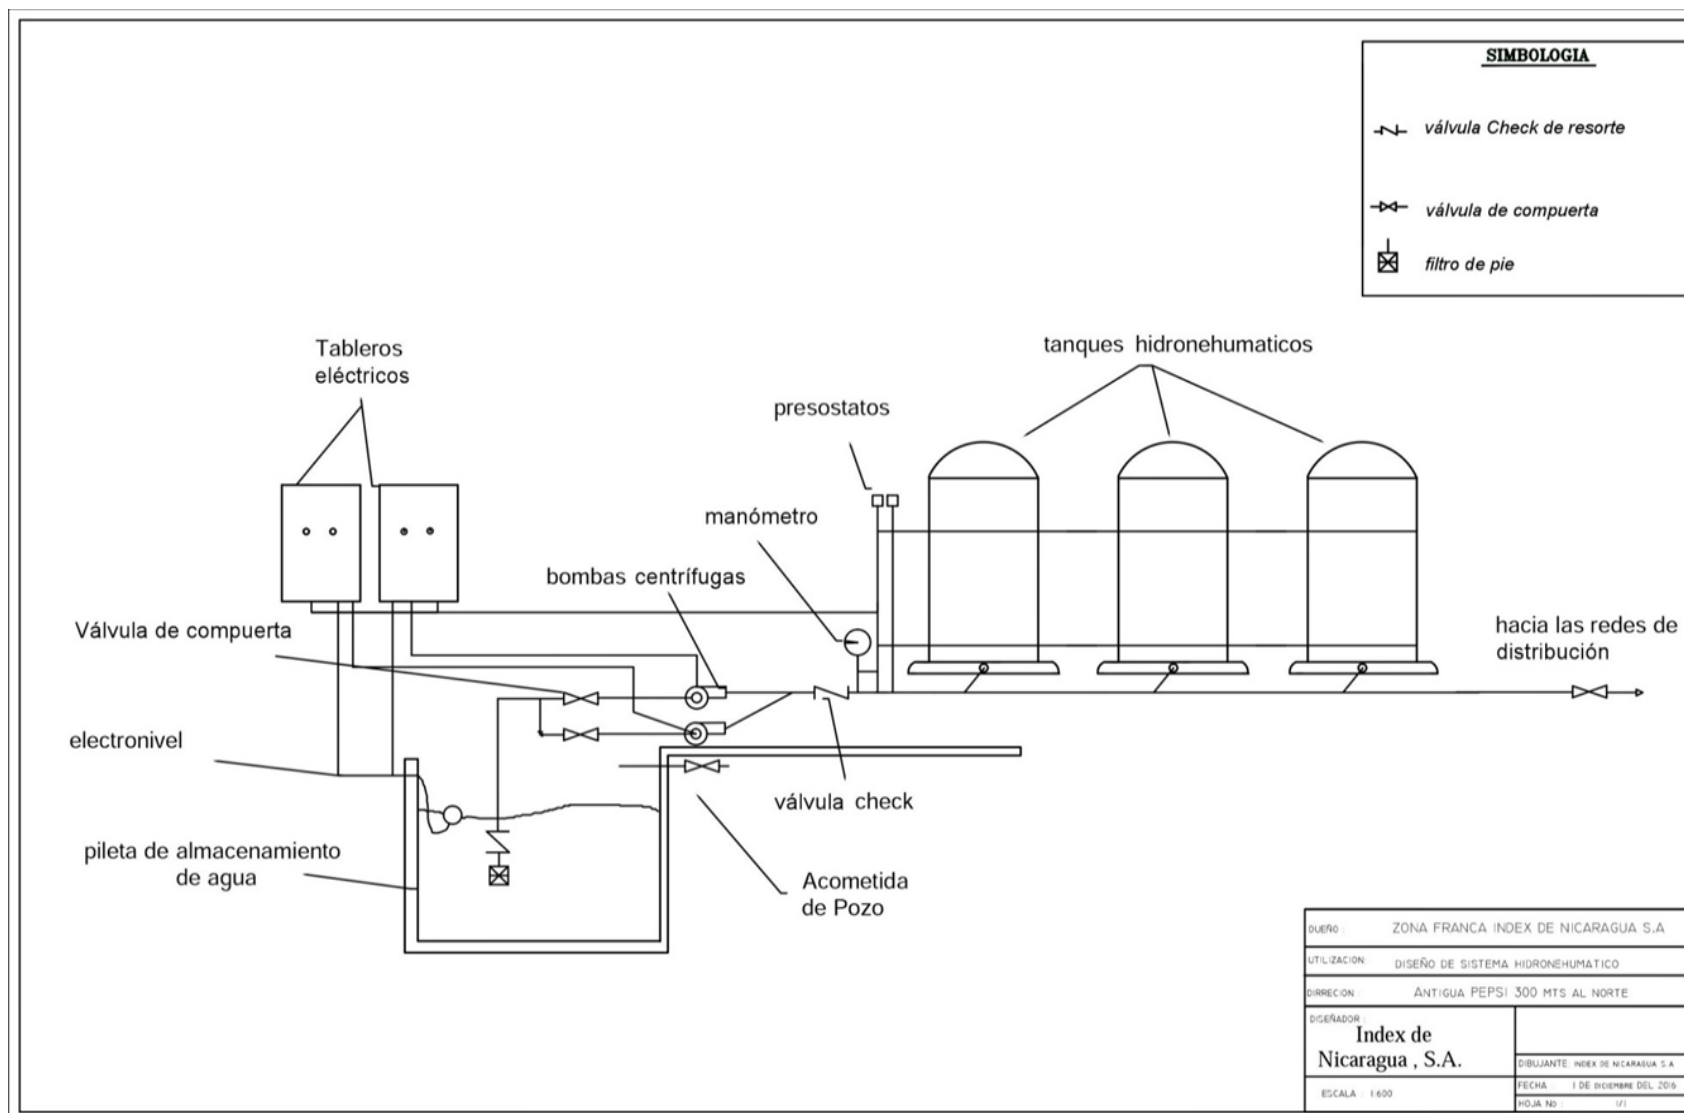 SIMBOLOGIA
válvula Check de resorte
válvula de compuerta
filtro de pie
Tableros
eléctricos
tanques hidronehumaticos
presostatos
manómetro
bombas centrífugas
Válvula de compuerta
hacia las redes de
distribución
electronivel
válvula check
pileta de almacenamiento
de agua
Acometida
de Pozo
DUEÑO : ZONA FRANCA INDEX DE NICARAGUA S.A
UTILIZACION: DISEÑO DE SISTEMA HIDRONEHUMATICO
DIRRECION : ANTIGUA PEPSI 300 MTS AL NORTE
DISEÑADOR :
Index de
Nicaragua , S.A.
DIBUJANTE: INDEX DE NICARAGUA S.A
ESCALA : 1:600
FECHA : 1 DE DICIEMBRE DEL 2016
HOJA No : 1/1